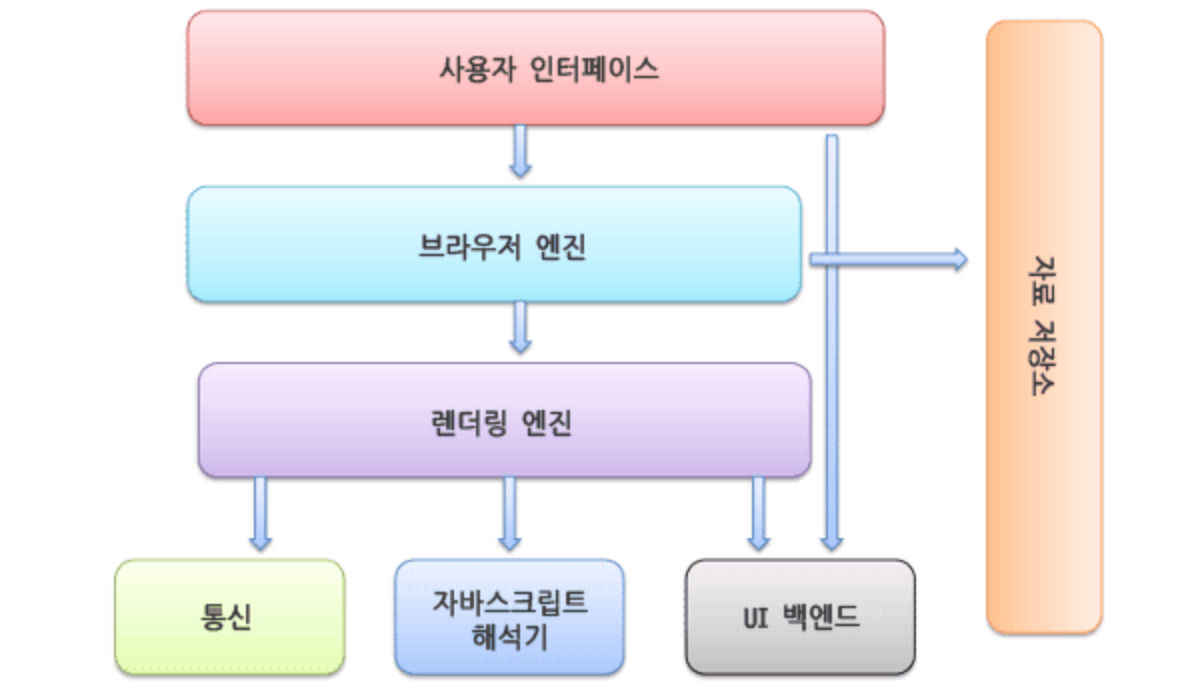 사용자 인터페이스
브라우저 엔진
자료 저장소
렌더링 엔진
통신
자바스크립트
해석기
UI 백엔드